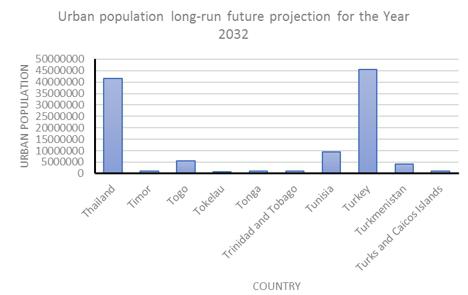 Urban population long-run future projection for the Year
2032
URBAN POPULATION
50000000
45000000
40000000
35000000
30000000
25000000
20000000
15000000
10000000
5000000
0
Thailand
Timor
Togo
Tokelau
Tonga
Trinidad and Tobago
Tunisia
Turkey
Turkmenistan
Turks and Caicos Islands
COUNTRY